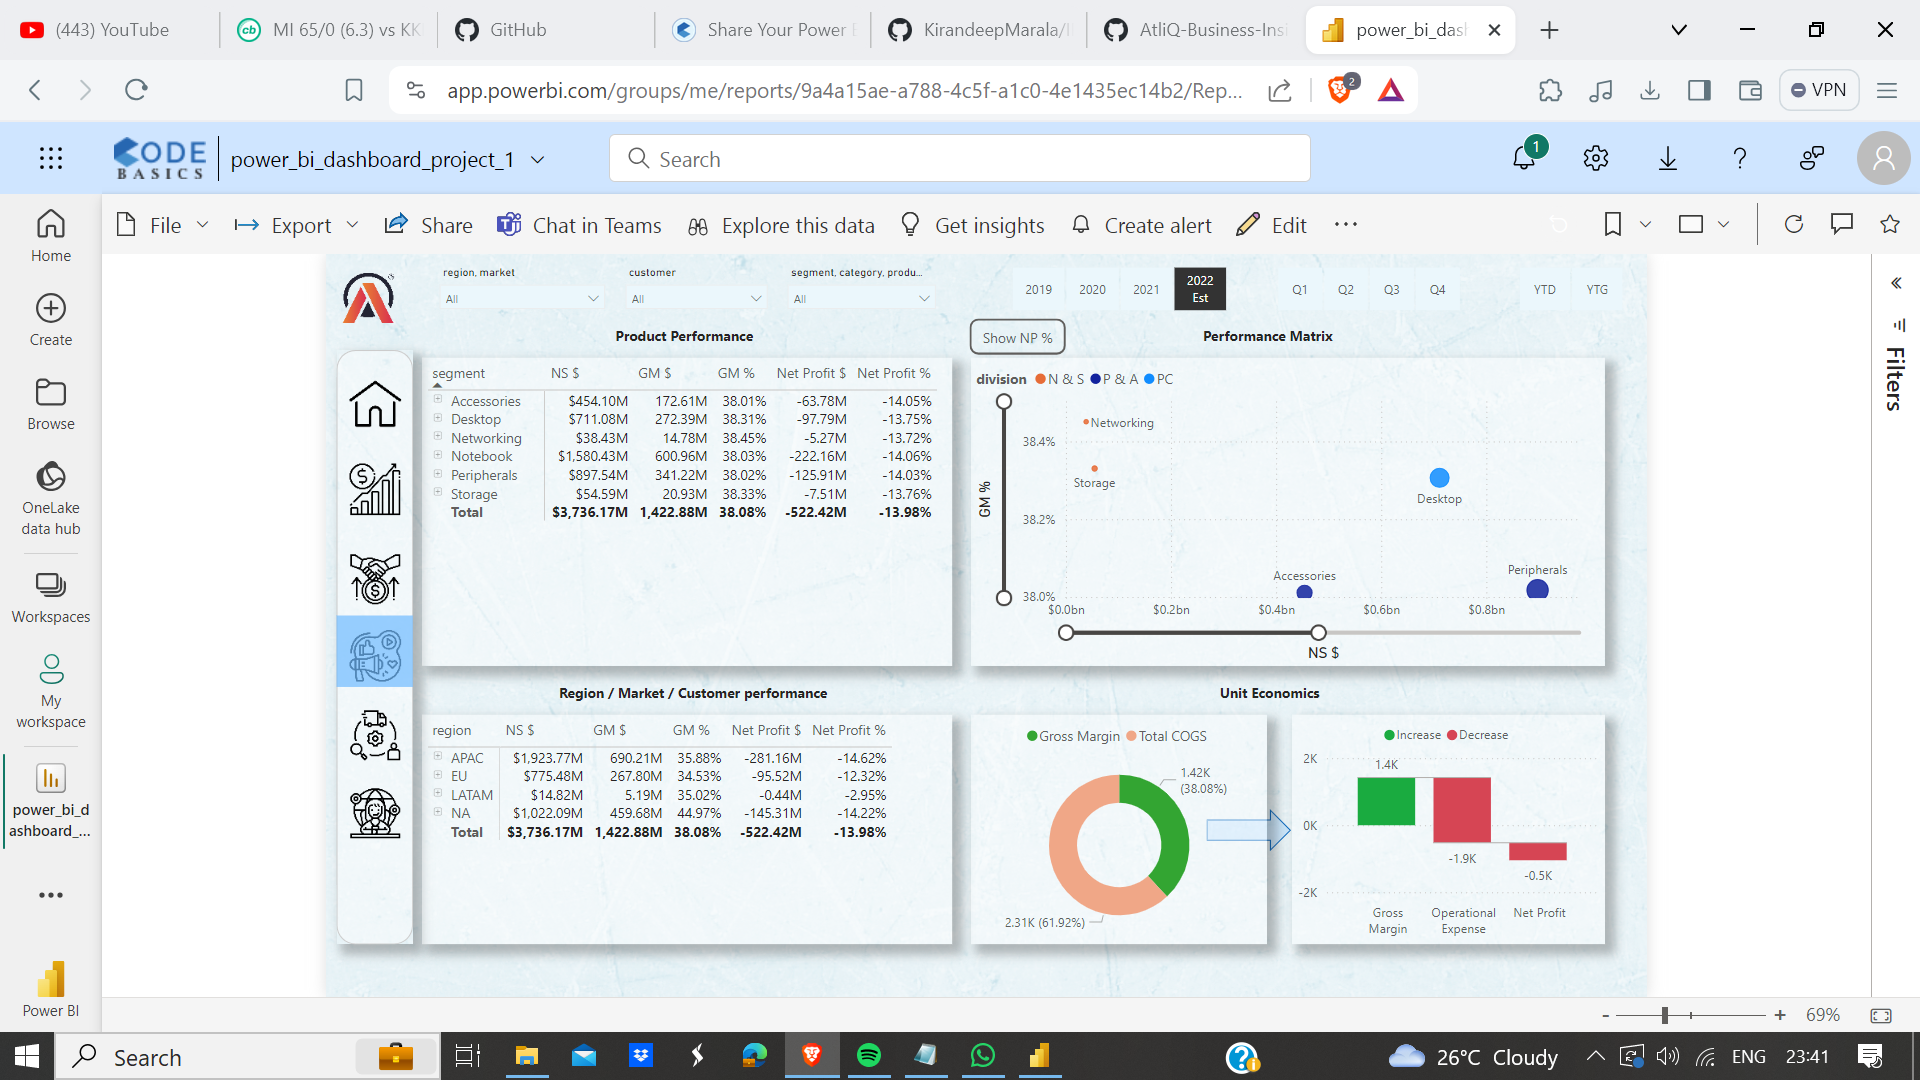 (443) YouTube
MI 65/0 (6.3) vs KK
GitHub
Share Your Power
KirandeepMarala/
AtliQ-Business-Insi
power_bi_dash
app.powerbi.com/groups/me/reports/9a4a15ae-a788-4c5f-a1c0-4e1435ec14b2/Rep...
2
VPN
CODE BASICS
power_bi_dashboard_project_1
Search
1
File
Export
Share
Chat in Teams
Explore this data
Get insights
Create alert
Edit
Home
Create
Browse
OneLake
data hub
Workspaces
My
workspace
power_bi_d
ashboard_...
Power BI
region, market
All
customer
All
segment, category, produ...
All
2019 2020 2021 2022 Est
Q1 Q2 Q3 Q4
YTD YTG
Filters
Product Performance
segment NS $ GM $ GM % Net Profit $ Net Profit %
Accessories $454.10M 172.61M 38.01% -63.78M -14.05%
Desktop $711.08M 272.39M 38.31% -97.79M -13.75%
Networking $38.43M 14.78M 38.45% -5.27M -13.72%
Notebook $1,580.43M 600.96M 38.03% -222.16M -14.06%
Peripherals $897.54M 341.22M 38.02% -125.91M -14.03%
Storage $54.59M 20.93M 38.33% -7.51M -13.76%
Total $3,736.17M 1,422.88M 38.08% -522.42M -13.98%
Show NP %
Performance Matrix
division N & S P & A PC
GM %
38.4%
38.2%
38.0%
Networking
Storage
Desktop
Accessories
Peripherals
$0.0bn $0.2bn $0.4bn $0.6bn $0.8bn
NS $
Region / Market / Customer performance
region NS $ GM $ GM % Net Profit $ Net Profit %
APAC $1,923.77M 690.21M 35.88% -281.16M -14.62%
EU $775.48M 267.80M 34.53% -95.52M -12.32%
LATAM $14.82M 5.19M 35.02% -0.44M -2.95%
NA $1,022.09M 459.68M 44.97% -145.31M -14.22%
Total $3,736.17M 1,422.88M 38.08% -522.42M -13.98%
Unit Economics
Gross Margin Total COGS
1.42K
(38.08%)
2.31K (61.92%)
Increase Decrease
2K
0K
-2K
1.4K
-1.9K
-0.5K
Gross
Margin
Operational
Expense
Net Profit
- + 69%
Search
26°C Cloudy
ENG
23:41